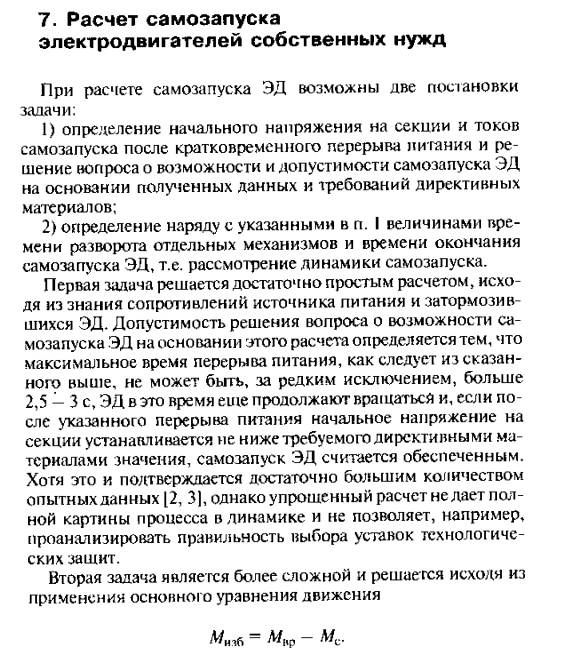 7. Расчет самозапуска
электродвигателей собственных нужд
При расчете самозапуска ЭД возможны две постановки
задачи:
1) определение начального напряжения на секции и токов
самозапуска после кратковременного перерыва питания и ре-
шение вопроса о возможности и допустимости самозапуска ЭД
на основании полученных данных и требований директивных
материалов;
2) определение наряду с указанными в п. 1 величинами вре-
мени разворота отдельных механизмов и времени окончания
самозапуска ЭД, т.е. рассмотрение динамики самозапуска.
Первая задача решается достаточно простым расчетом, исхо-
дя из знания сопротивлений источника питания и затормозив-
шихся ЭД. Допустимость решения вопроса о возможности са-
мозапуска ЭД на основании этого расчета определяется тем, что
максимальное время перерыва питания, как следует из сказан-
ного выше, не может быть, за редким исключением, больше
2,5 – 3 с, ЭД в это время еще продолжают вращаться и, если по-
сле указанного перерыва питания начальное напряжение на
секции устанавливается не ниже требуемого директивными ма-
териалами значения, самозапуск ЭД считается обеспеченным.
Хотя это и подтверждается достаточно большим количеством
опытных данных [2, 3], однако упрощенный расчет не дает пол-
ной картины процесса в динамике и не позволяет, например,
проанализировать правильность выбора уставок технологиче-
ских защит.
Вторая задача является более сложной и решается исходя из
применения основного уравнения движения
Mизб = Mвр − Mс.